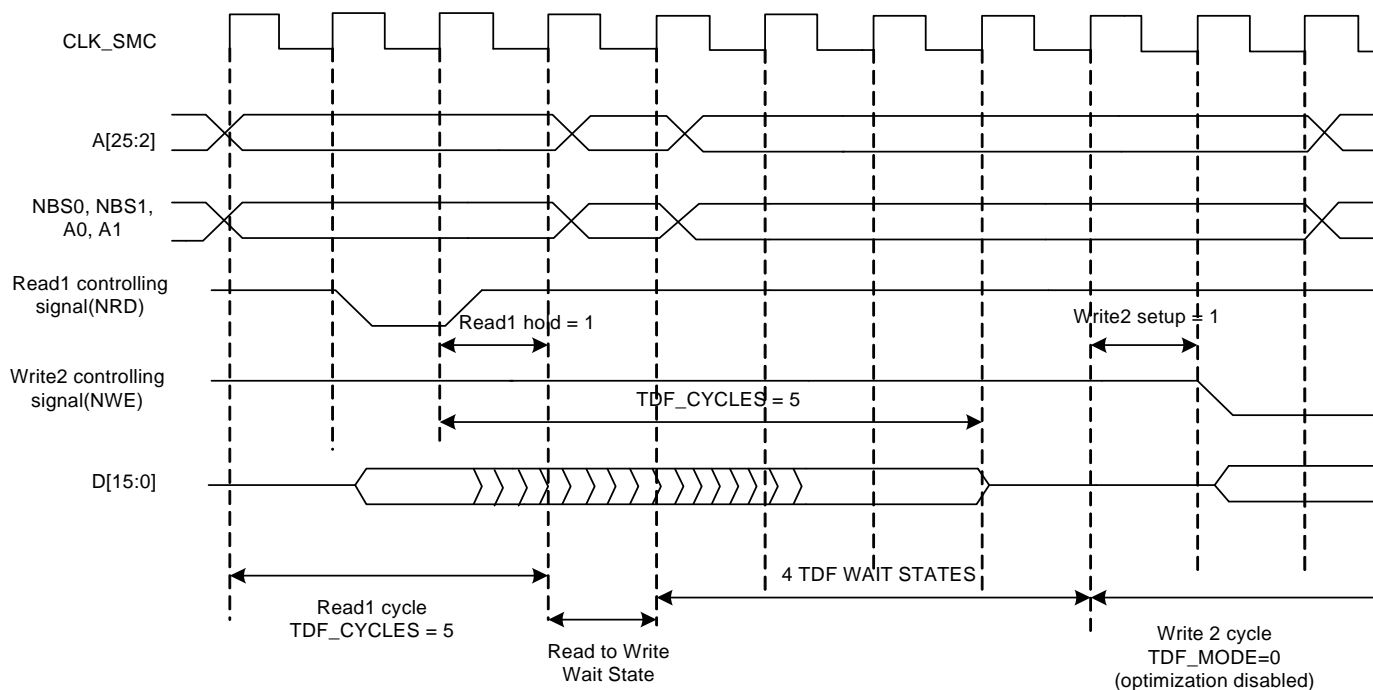 CLK_SMC
A[25:2]
NBS0, NBS1,
A0, A1
Read1 controlling
signal(NRD)
Read1 hold = 1
Write2 setup = 1
Write2 controlling
signal(NWE)
TDF_CYCLES = 5
D[15:0]
4 TDF WAIT STATES
Read1 cycle
TDF_CYCLES = 5
Read to Write
Wait State
Write 2 cycle
TDF_MODE=0
(optimization disabled)